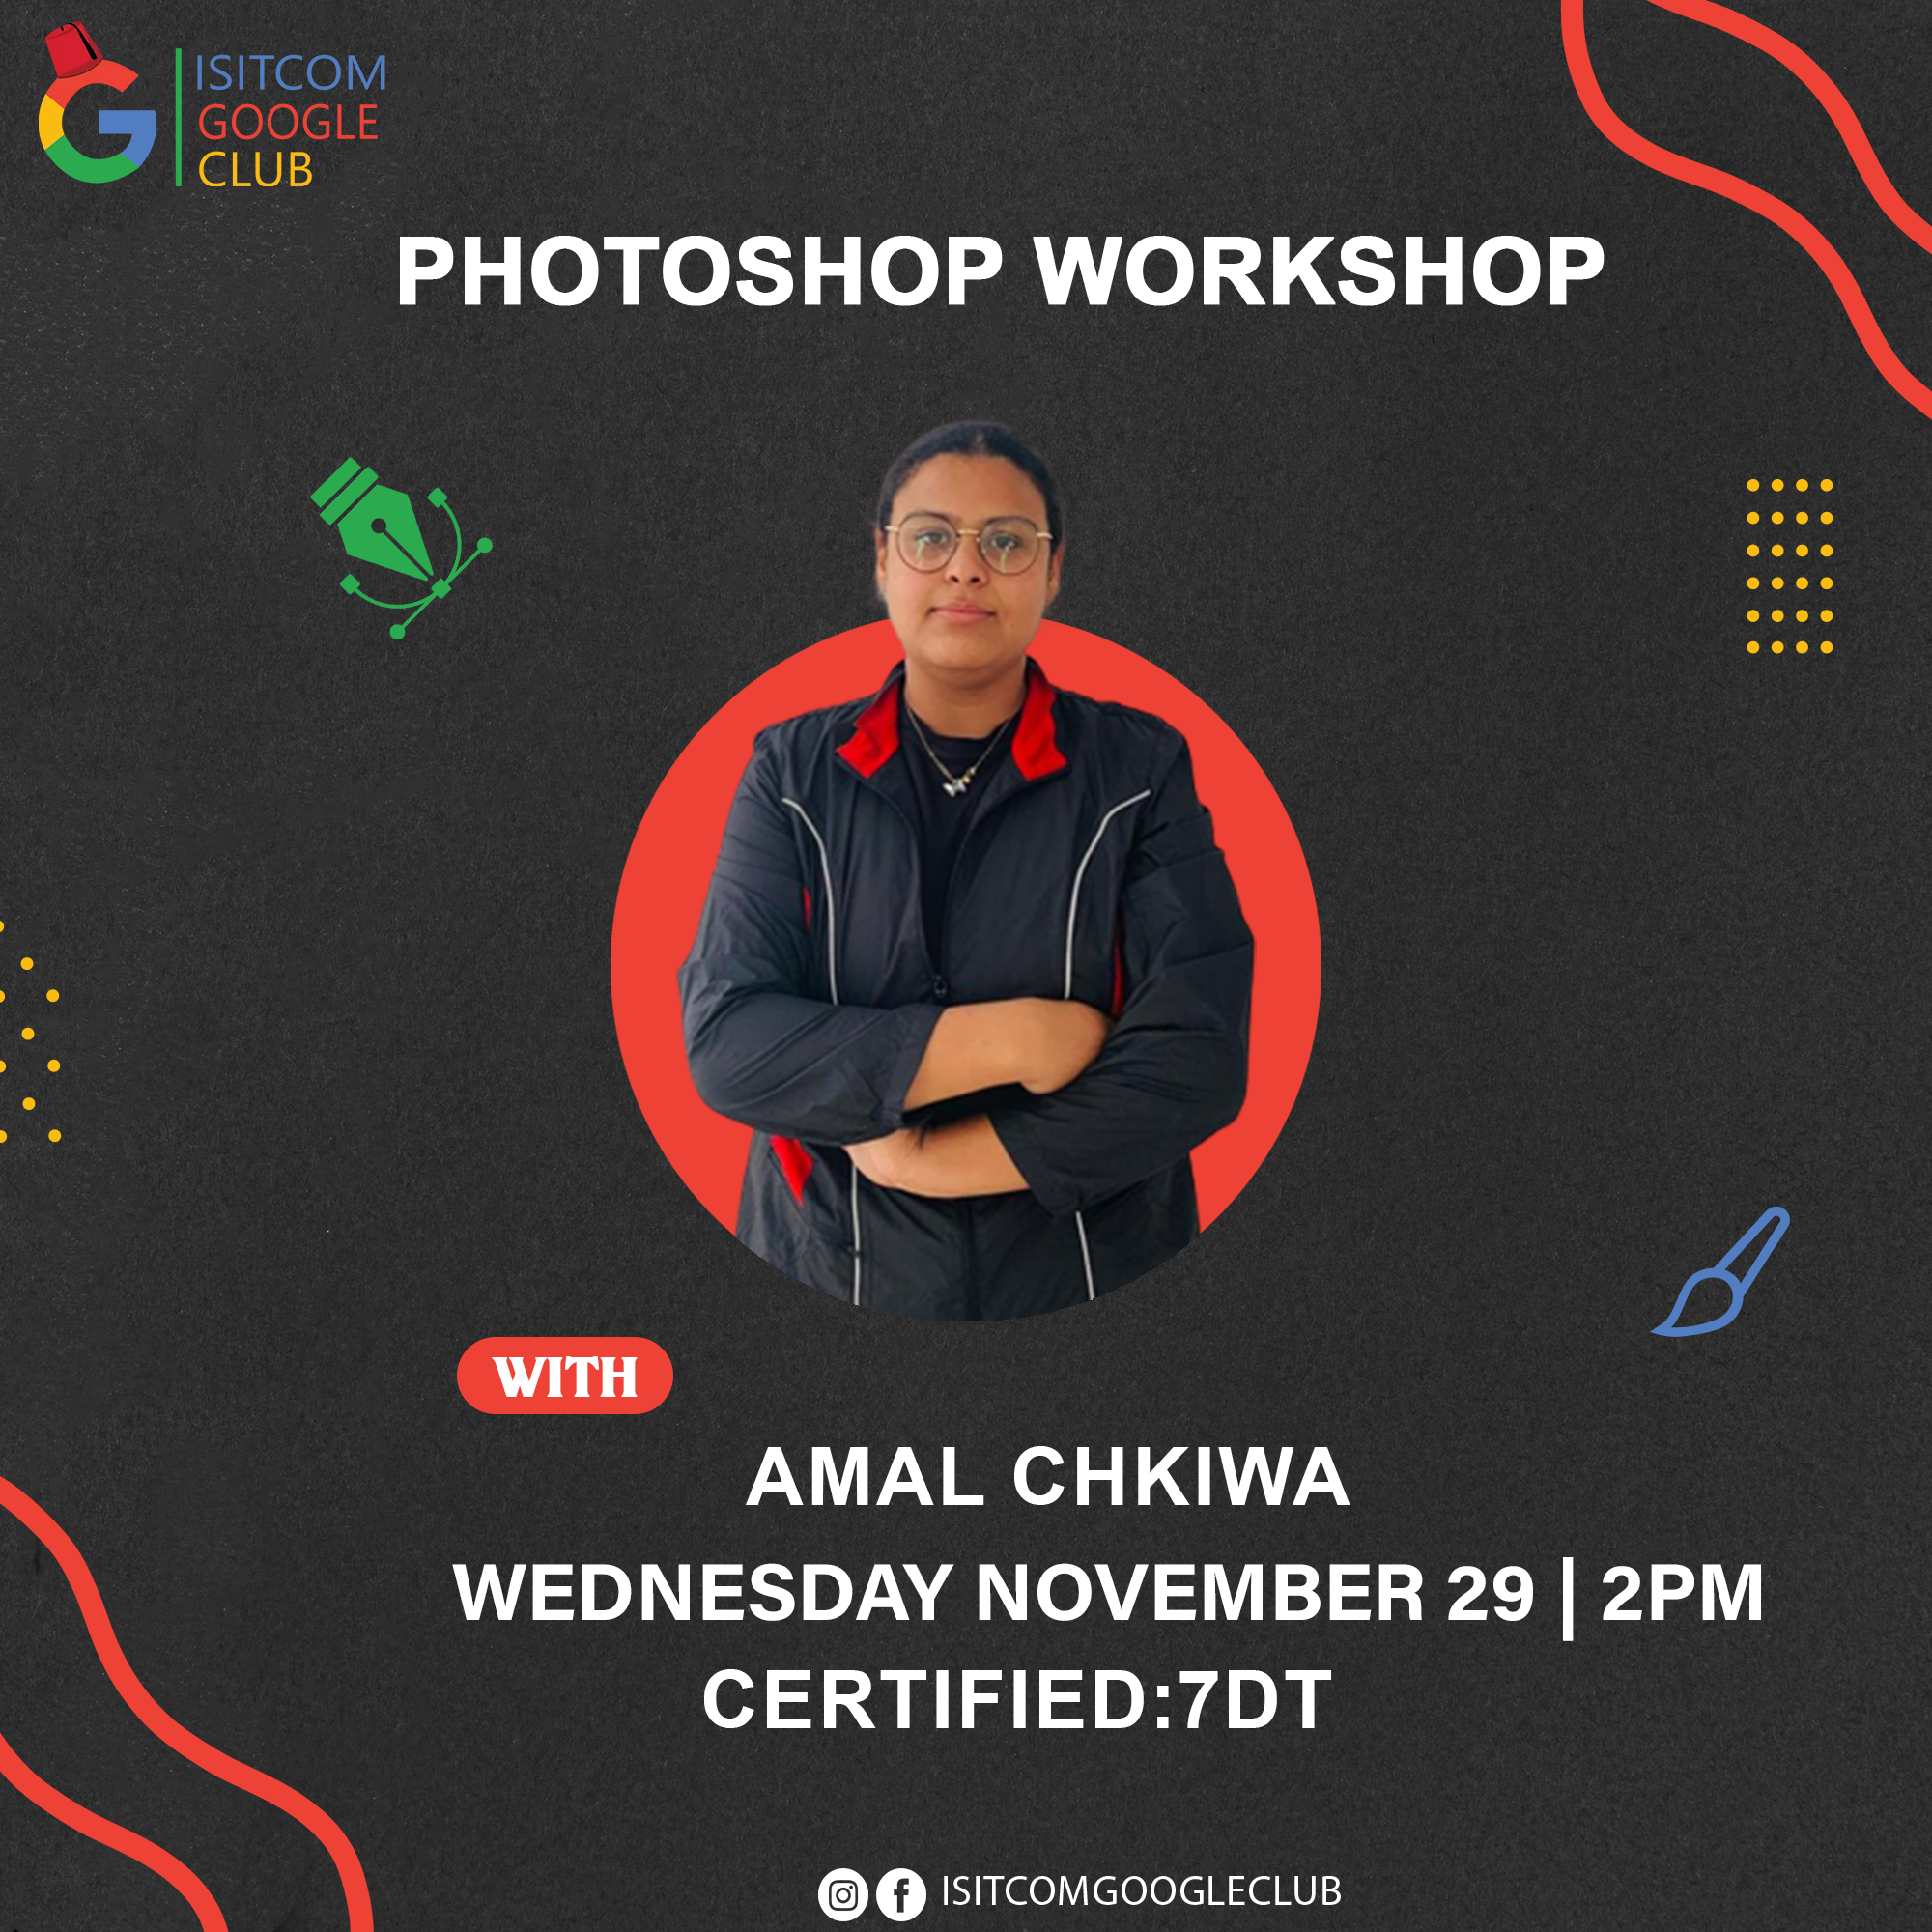 ISITCOM
GOOGLE
CLUB
PHOTOSHOP WORKSHOP
WITH
AMAL CHKIWA
WEDNESDAY NOVEMBER 29 | 2PM
CERTIFIED:7DT
ISITCOMGOOGLECLUB